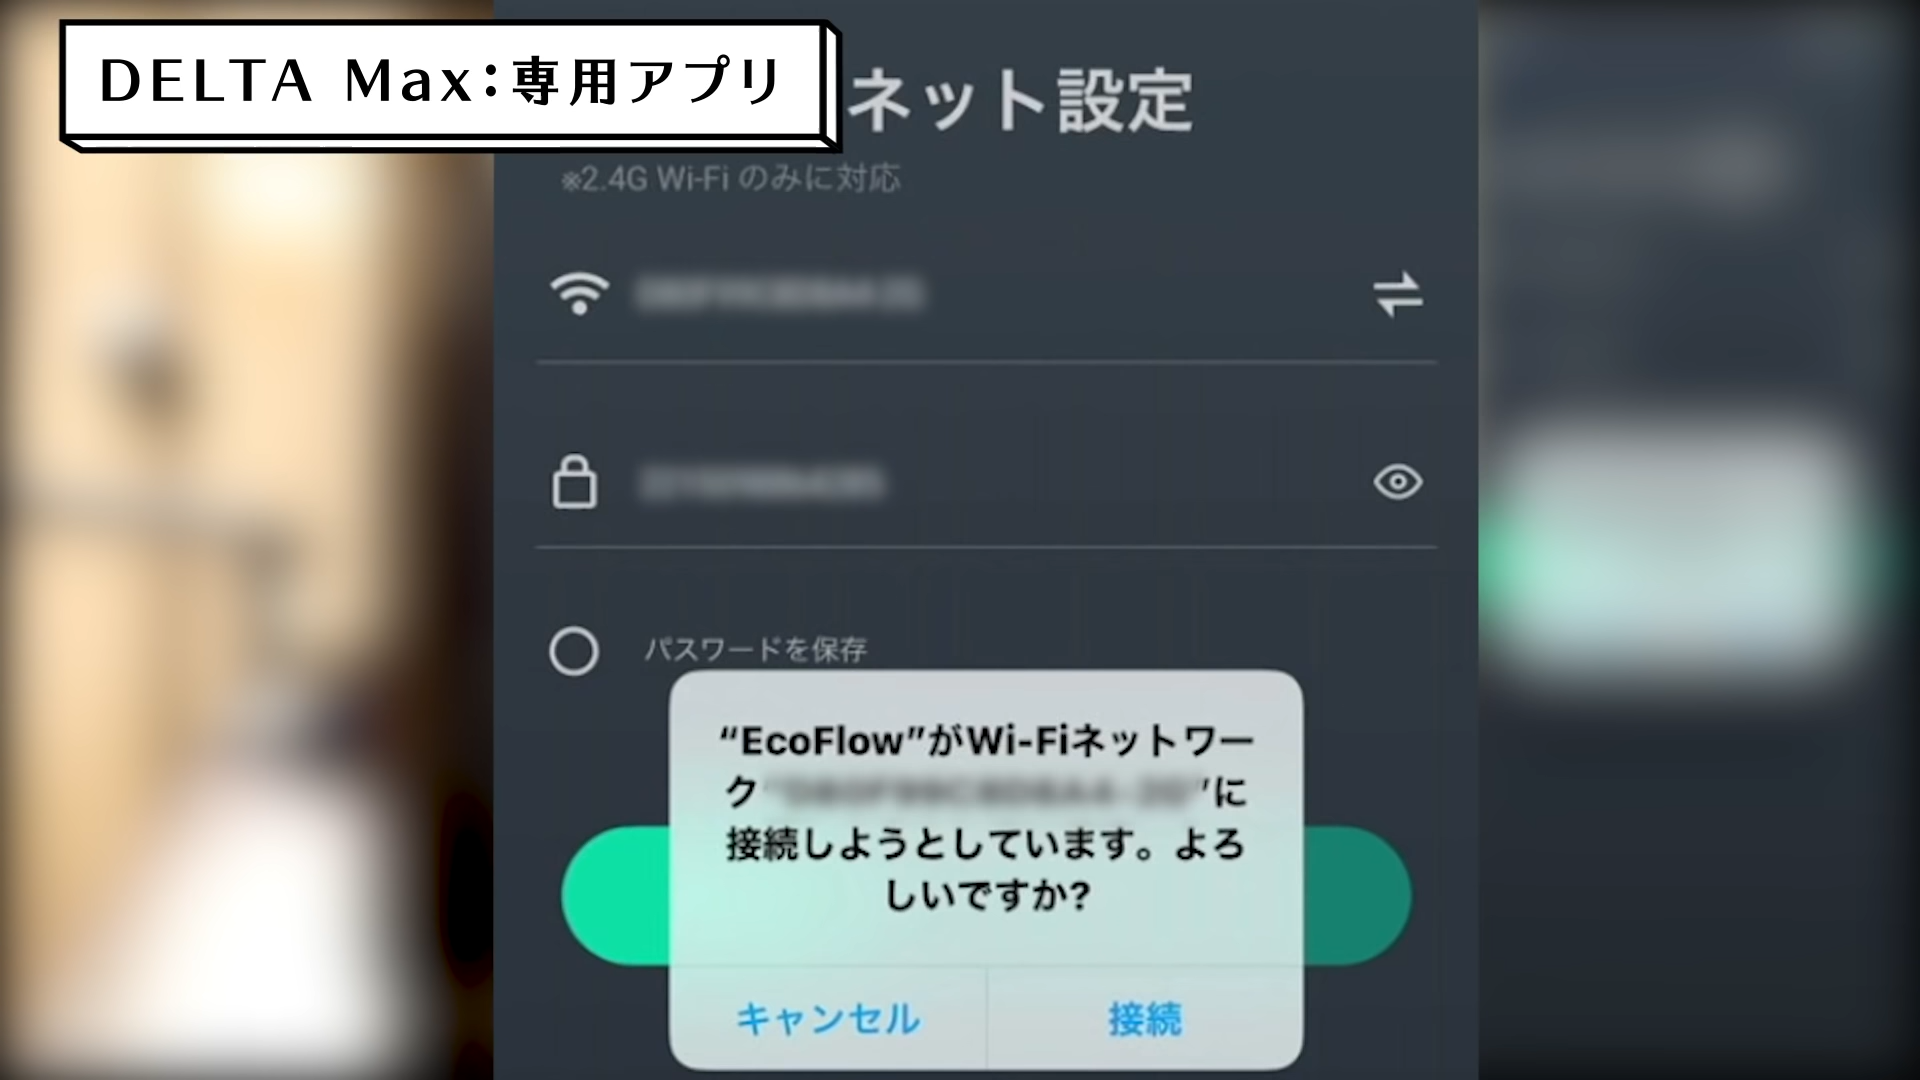 DELTA Max：専用アプリ
ネット設定
※2.4G Wi-Fi のみに対応
パスワードを保存
“EcoFlow”がWi-Fiネットワー
ク
に
接続しようとしています。よろ
しいですか?
キャンセル
接続